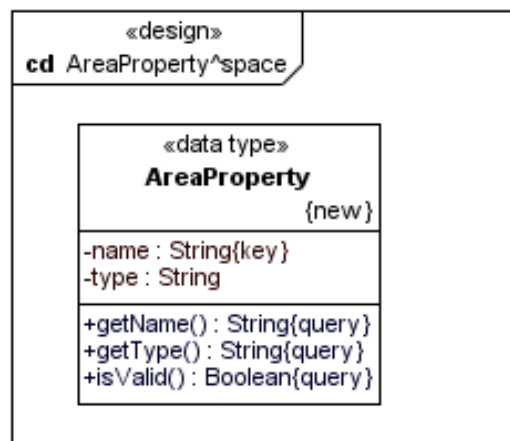 «design»
cd AreaProperty^space
«data type»
AreaProperty
{new}
-name : String{key}
-type : String
+getName() : String{query}
+getType() : String{query}
+isValid() : Boolean{query}